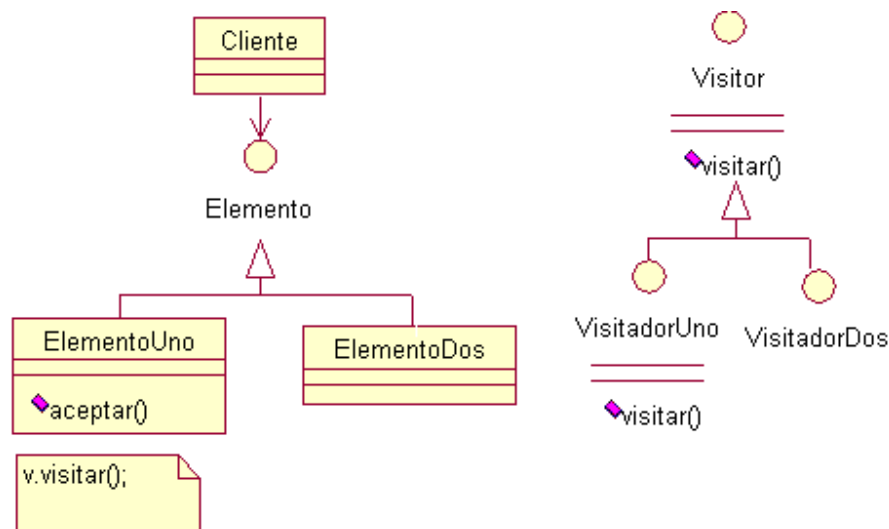 Cliente
Visitor
visitar()
Elemento
ElementoUno
aceptar()
ElementoDos
VisitadorUno
visitar()
VisitadorDos
v.visitar();